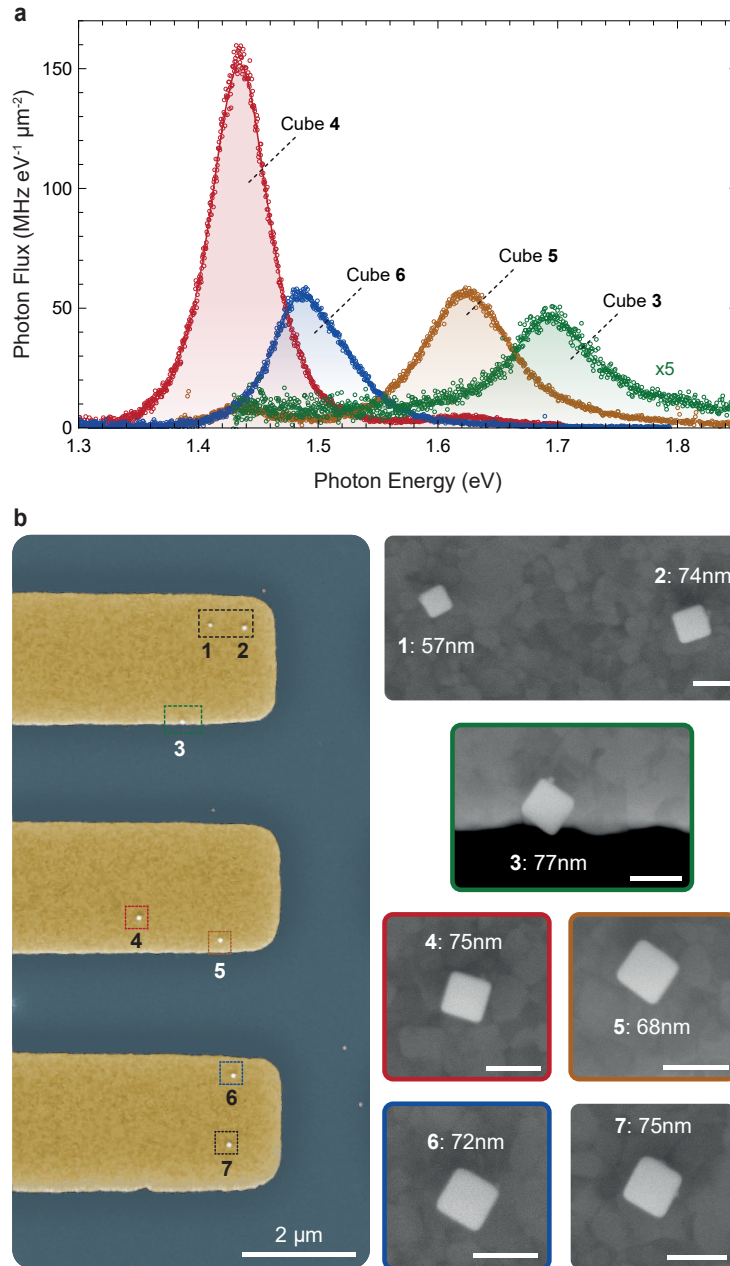 a
Photon Flux (MHz eV⁻¹ µm⁻²)
150
100
50
0
Cube 4
Cube 6
Cube 5
Cube 3
x5
1.3 1.4 1.5 1.6 1.7 1.8
Photon Energy (eV)
b
1 2
3
4
5
6
7
2 µm
2: 74nm
1: 57nm
3: 77nm
4: 75nm
5: 68nm
6: 72nm
7: 75nm